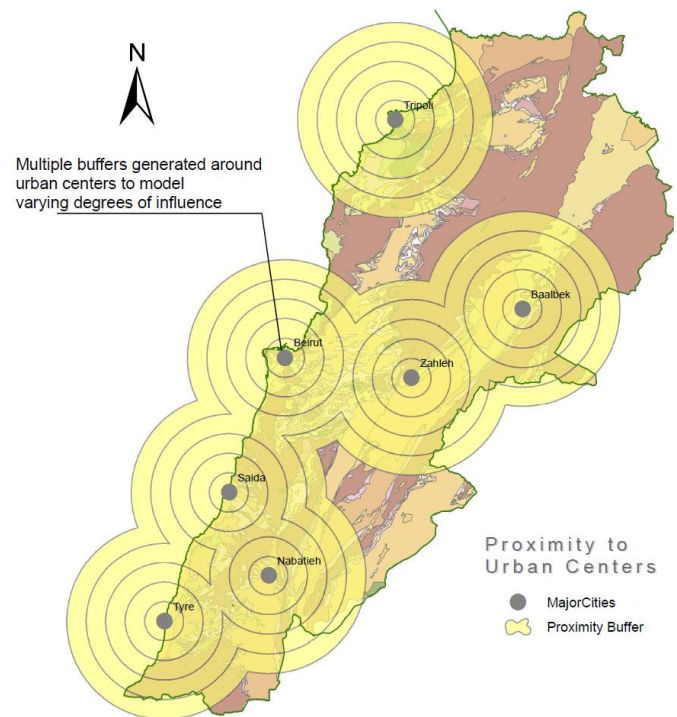 N
Tripoli
Multiple buffers generated around
urban centers to model
varying degrees of influence
Baalbek
Beirut
Zahleh
Saida
Nabatieh
Tyre
Proximity to
Urban Centers
MajorCities
Proximity Buffer